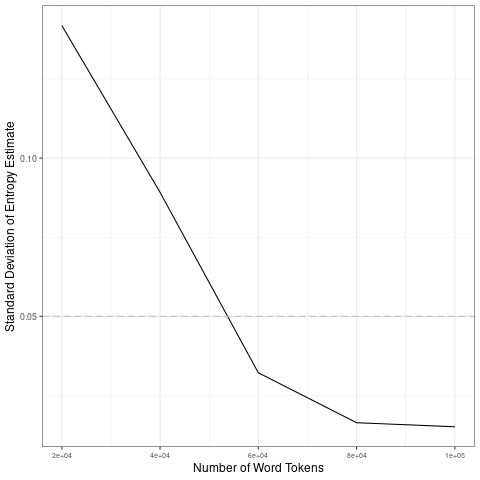 Standard Deviation of Entropy Estimate
0.10
0.05
2e+04 4e+04 6e+04 8e+04 1e+05
Number of Word Tokens